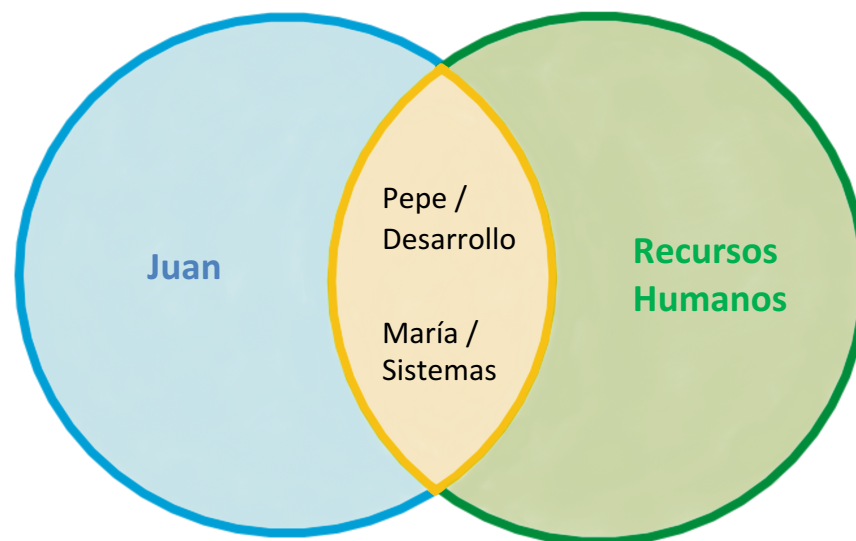 Juan
Pepe /
Desarrollo
María /
Sistemas
Recursos
Humanos